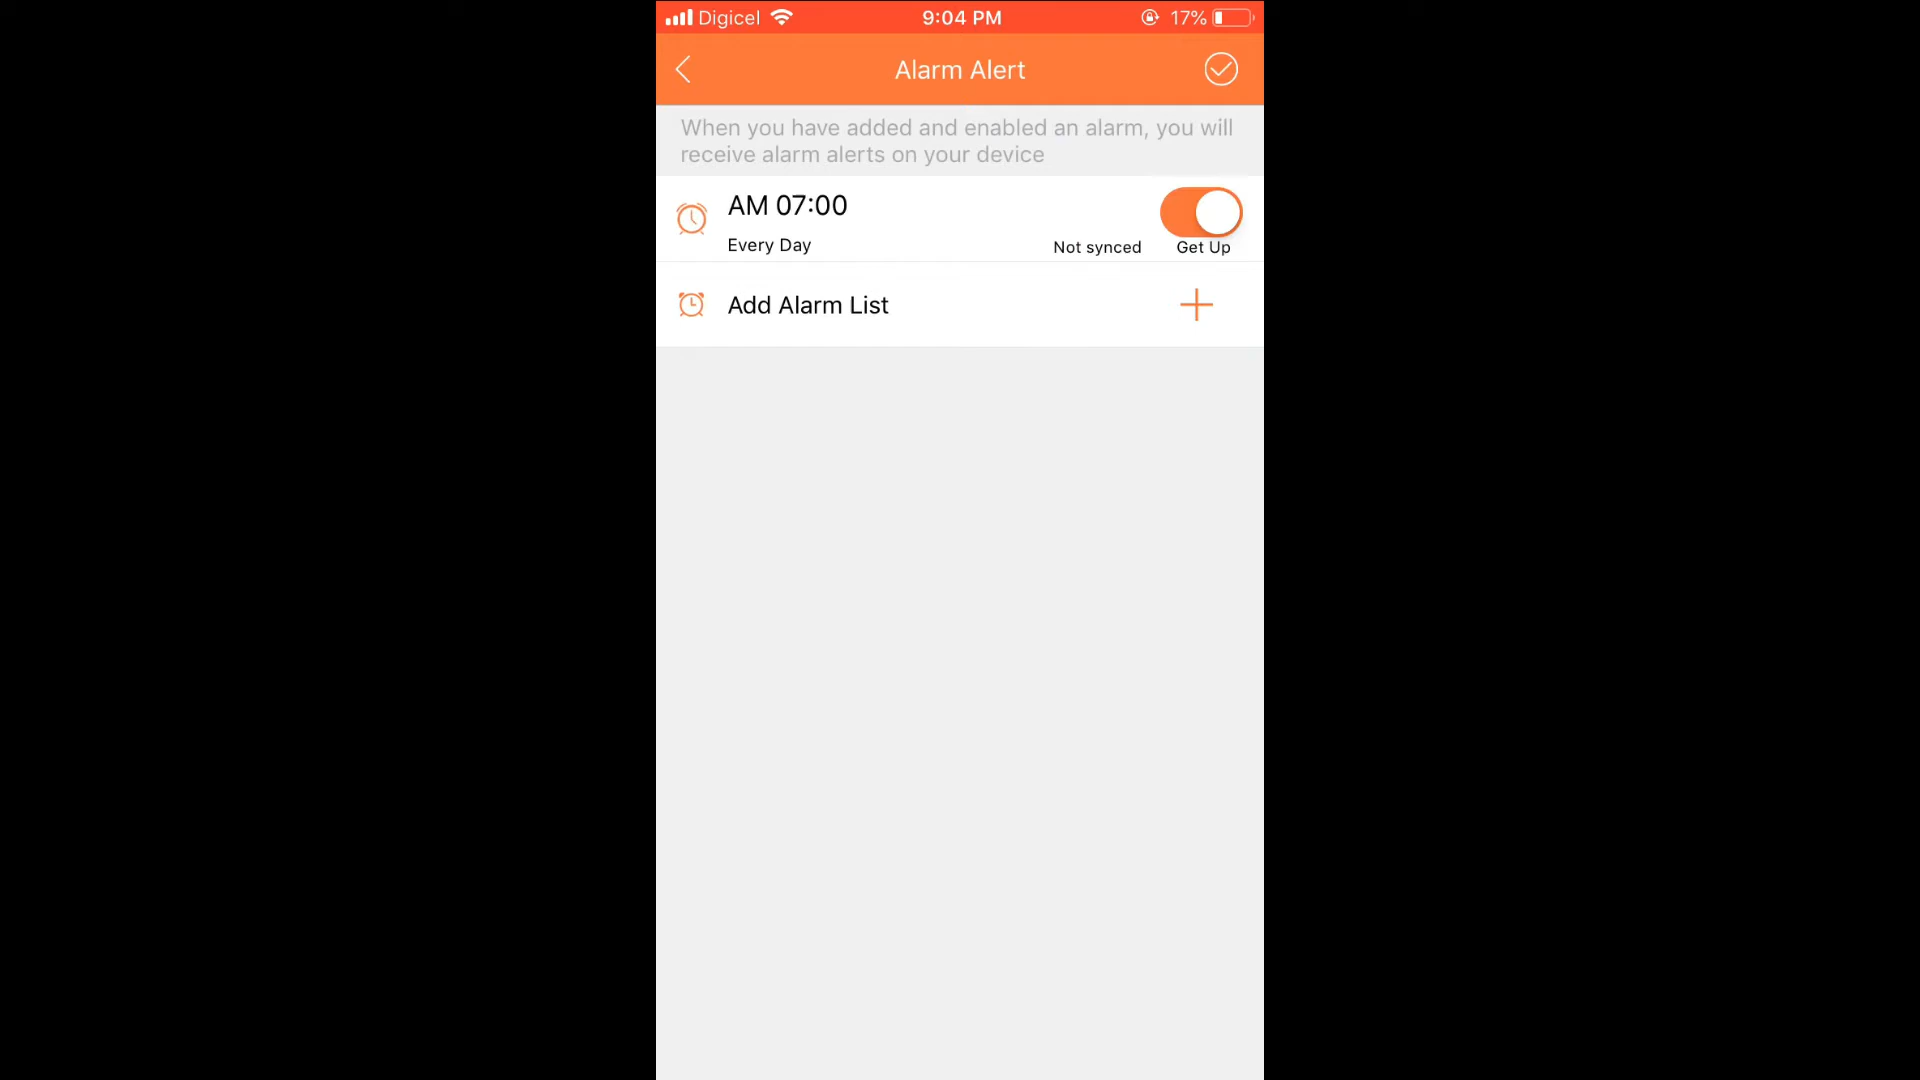 Digicel 9:04 PM 17%
Alarm Alert
When you have added and enabled an alarm, you will
receive alarm alerts on your device
AM 07:00
Every Day Not synced Get Up
Add Alarm List